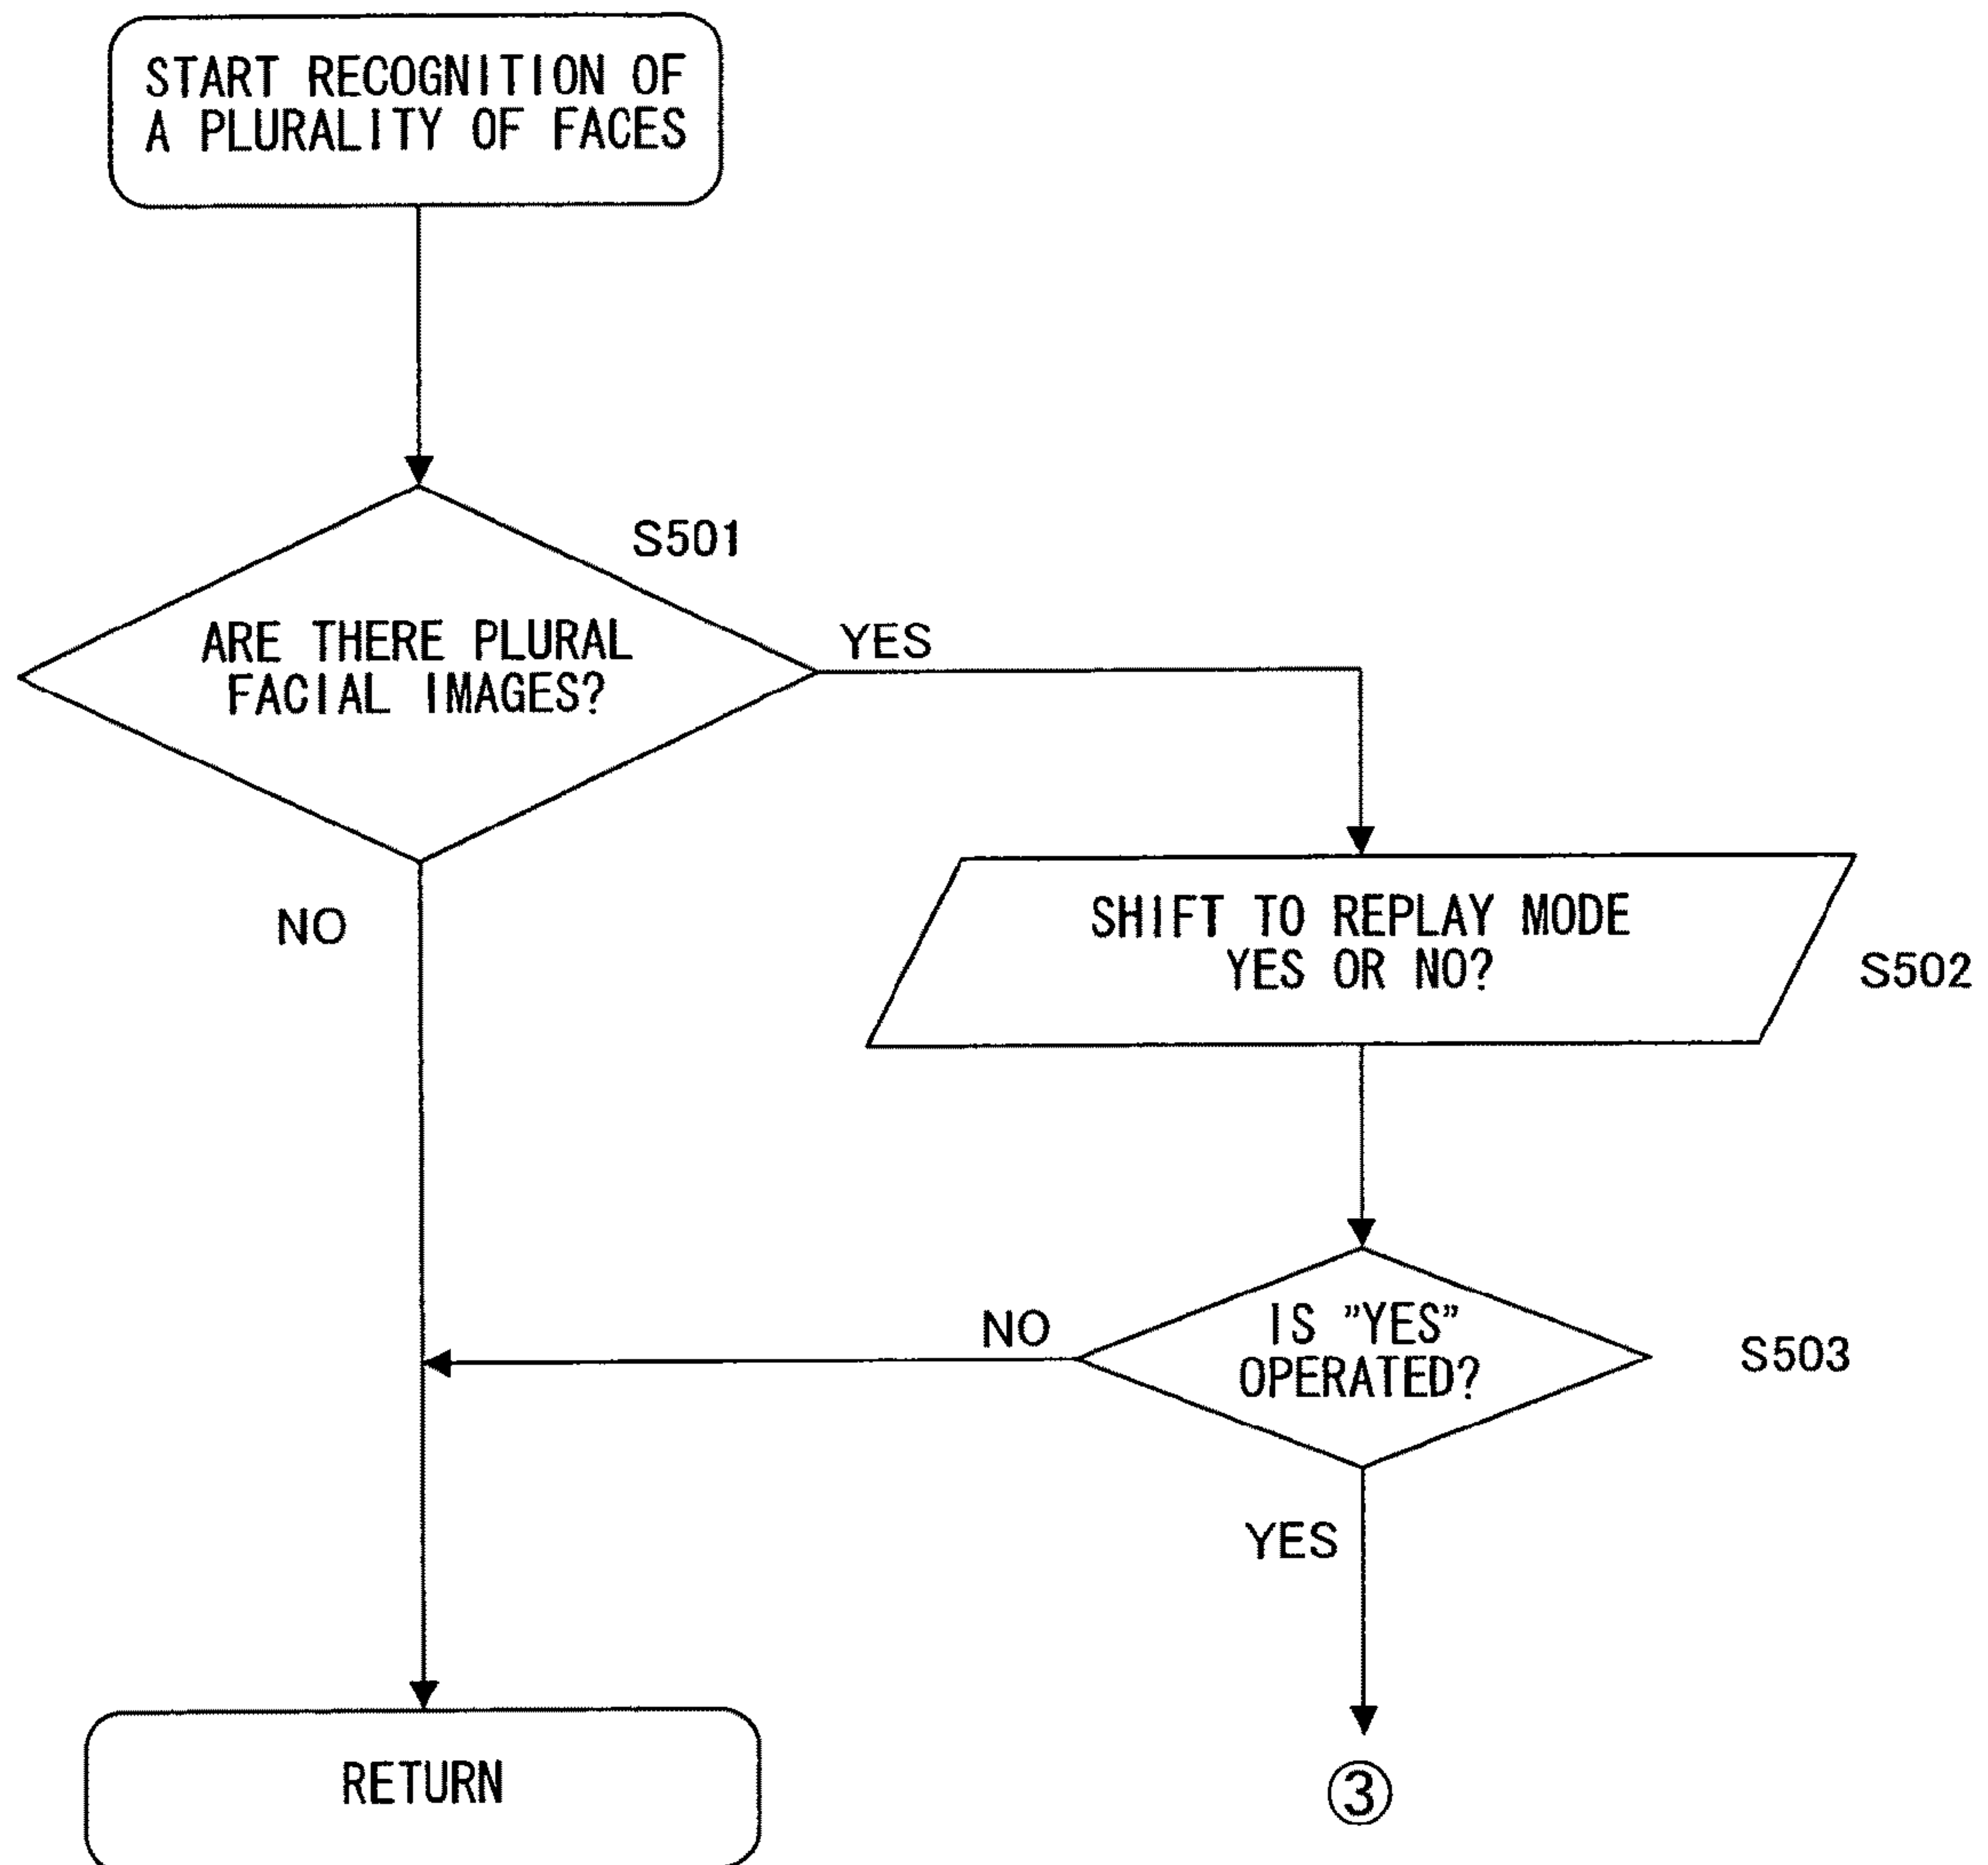 START RECOGNITION OF
A PLURALITY OF FACES
S501
ARE THERE PLURAL
FACIAL IMAGES?
YES
NO
SHIFT TO REPLAY MODE
YES OR NO?
S502
NO
IS "YES"
OPERATED?
S503
YES
RETURN
③